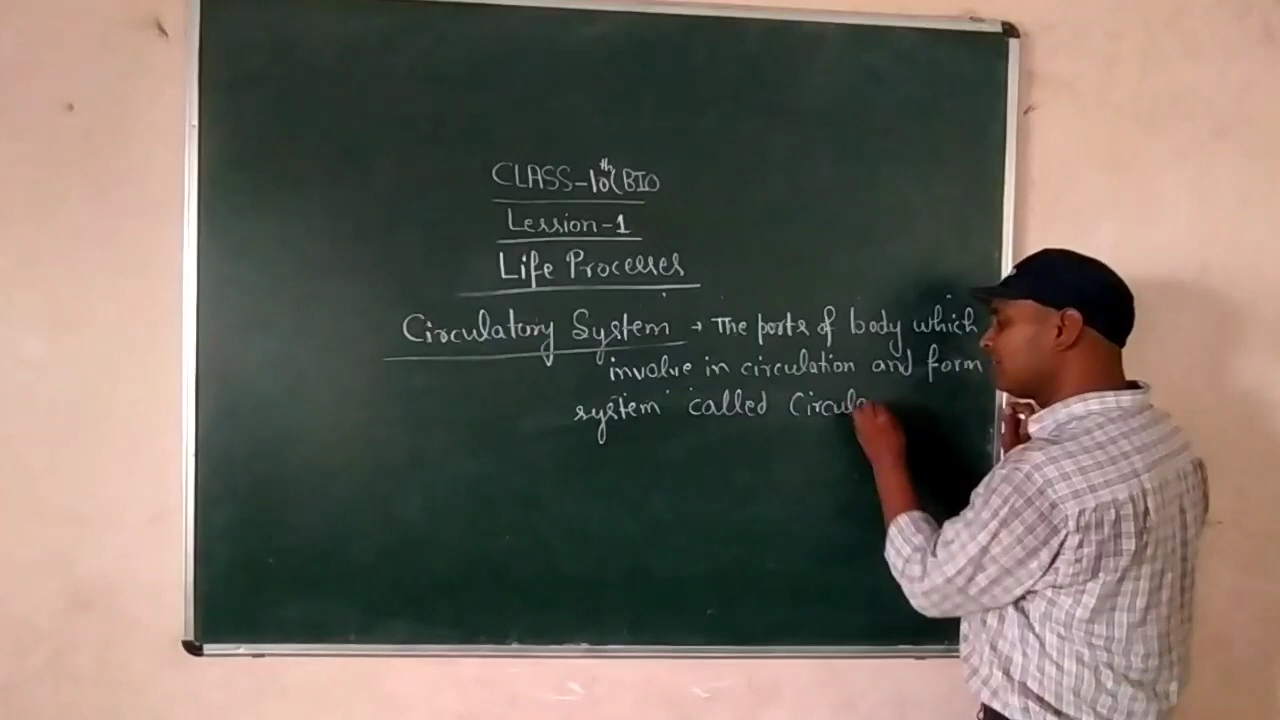 CLASS-10th(BIO
Lession-1
Life Processes
Circulatory System → The parts of body which
involve in circulation and form
system called Circula